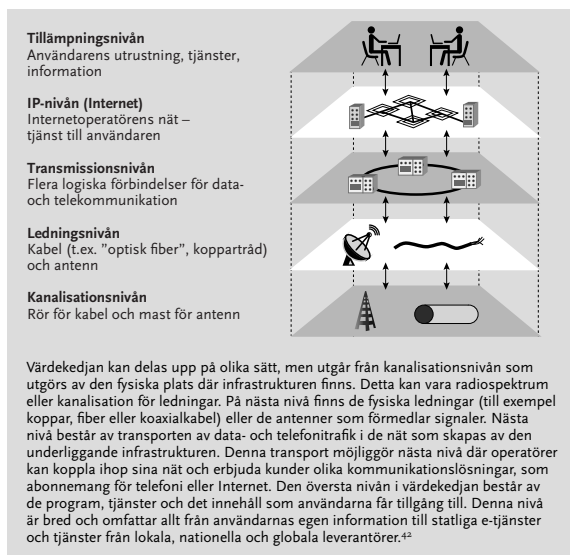 Tillämpningsnivån
Användarens utrustning, tjänster,
information
IP-nivån (Internet)
Internetoperatörens nät –
tjänst till användaren
Transmissionsnivån
Flera logiska förbindelser för data-
och telekommunikation
Ledningsnivån
Kabel (t.ex. ”optisk fiber”, koppartråd)
och antenn
Kanalisationsnivån
Rör för kabel och mast för antenn
Värdekedjan kan delas upp på olika sätt, men utgår från kanalisationsnivån som
utgörs av den fysiska plats där infrastrukturen finns. Detta kan vara radiospektrum
eller kanalisation för ledningar. På nästa nivå finns de fysiska ledningar (till exempel
koppar, fiber eller koaxialkabel) eller de antenner som förmedlar signaler. Nästa
nivå består av transporten av data- och telefonitrafik i de nät som skapas av den
underliggande infrastrukturen. Denna transport möjliggör nästa nivå där operatörer
kan koppla ihop sina nät och erbjuda kunder olika kommunikationslösningar, som
abonnemang för telefoni eller Internet. Den översta nivån i värdekedjan består av
de program, tjänster och det innehåll som användarna får tillgång till. Denna nivå
är bred och omfattar allt från användarnas egen information till statliga e-tjänster
och tjänster från lokala, nationella och globala leverantörer.⁴²